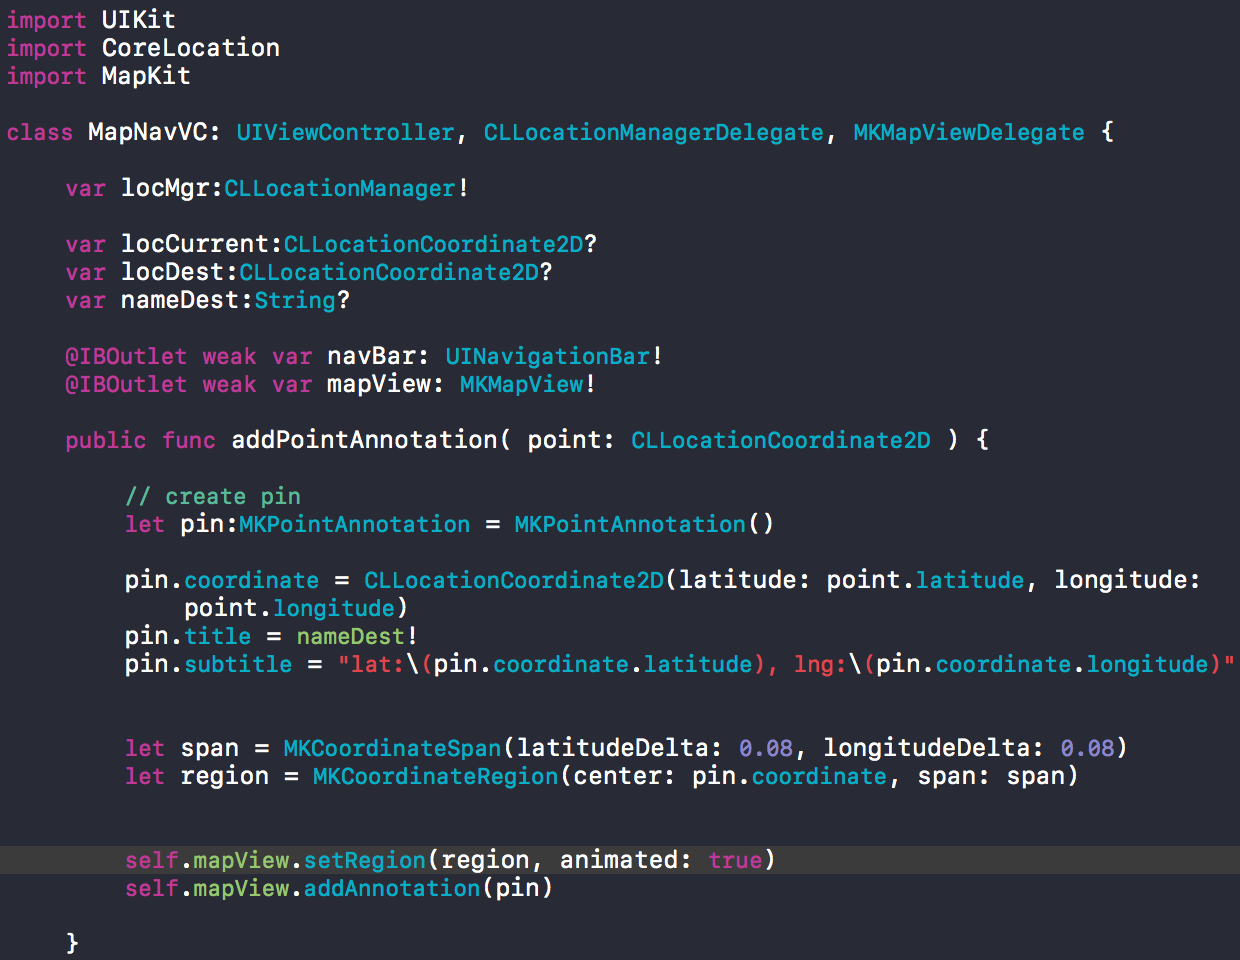 import UIKit
import CoreLocation
import MapKit
class MapNavVC: UIViewController, CLLocationManagerDelegate, MKMapViewDelegate {
var locMgr:CLLocationManager!
var locCurrent:CLLocationCoordinate2D?
var locDest:CLLocationCoordinate2D?
var nameDest:String?
@IBOutlet weak var navBar: UINavigationBar!
@IBOutlet weak var mapView: MKMapView!
public func addPointAnnotation( point: CLLocationCoordinate2D ) {
// create pin
let pin:MKPointAnnotation = MKPointAnnotation()
pin.coordinate = CLLocationCoordinate2D(latitude: point.latitude, longitude:
point.longitude)
pin.title = nameDest!
pin.subtitle = "lat:\(pin.coordinate.latitude), lng:\(pin.coordinate.longitude)"
let span = MKCoordinateSpan(latitudeDelta: 0.08, longitudeDelta: 0.08)
let region = MKCoordinateRegion(center: pin.coordinate, span: span)
self.mapView.setRegion(region, animated: true)
self.mapView.addAnnotation(pin)
}